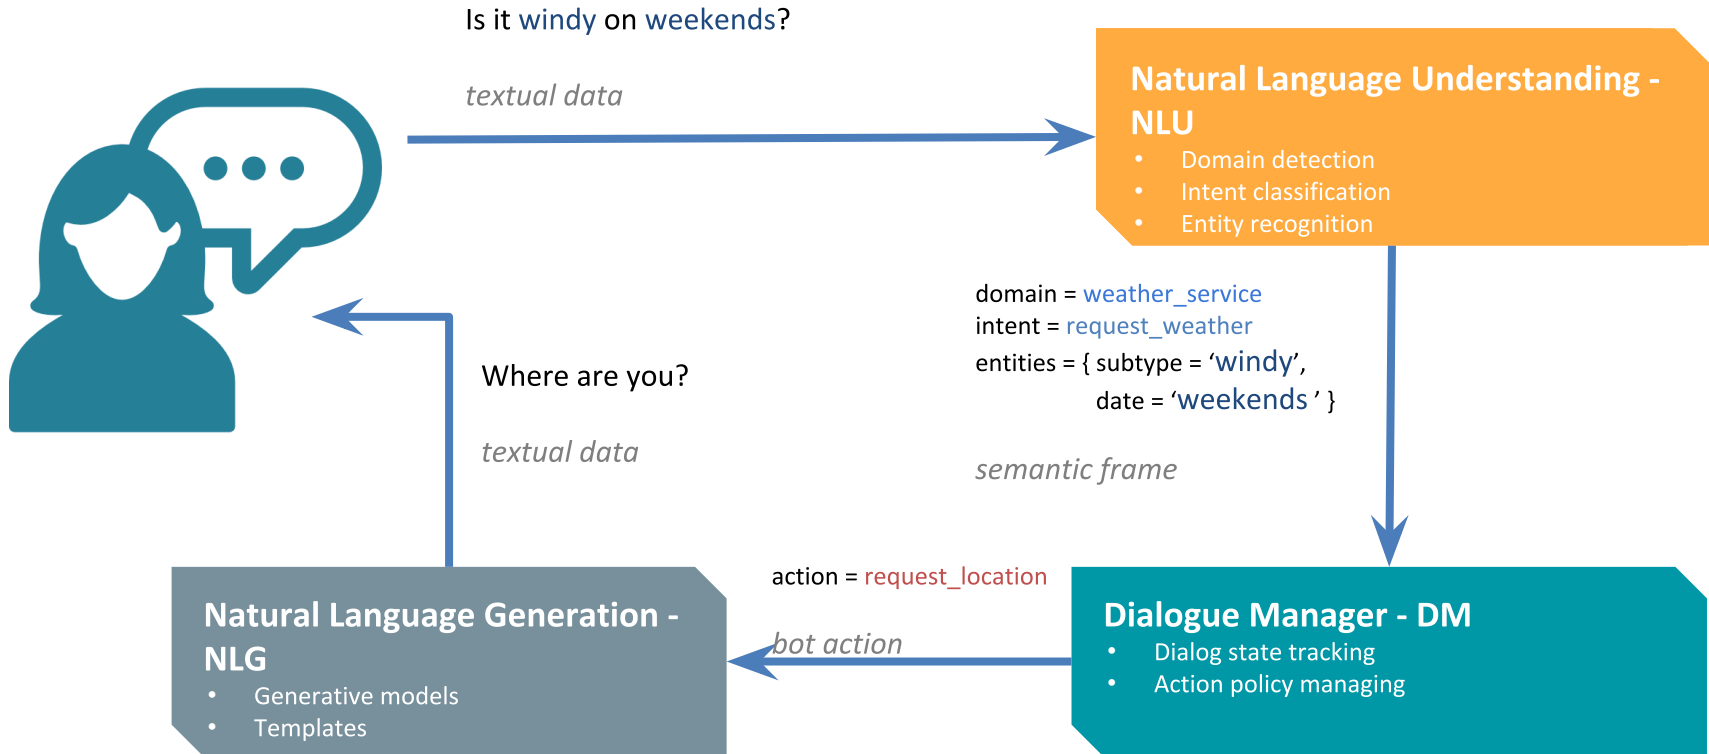 Is it windy on weekends?
textual data
Natural Language Understanding -
NLU
• Domain detection
• Intent classification
• Entity recognition
domain = weather_service
intent = request_weather
entities = { subtype = ‘windy’,
date = ‘weekends ’ }
semantic frame
Where are you?
textual data
action = request_location
bot action
Natural Language Generation -
NLG
• Generative models
• Templates
Dialogue Manager - DM
• Dialog state tracking
• Action policy managing